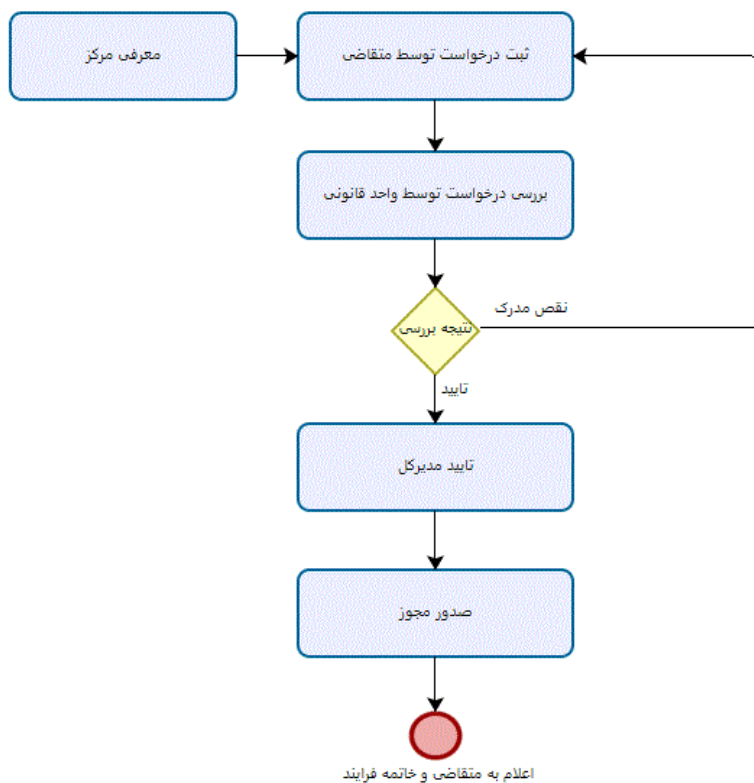 معرفی مرکز
ثبت درخواست توسط متقاضی
بررسی درخواست توسط واحد قانونی
نتیجه بررسی
نقص مدرک
تایید
تایید مدیرکل
صدور مجوز
اعلام به متقاضی و خاتمه فرایند